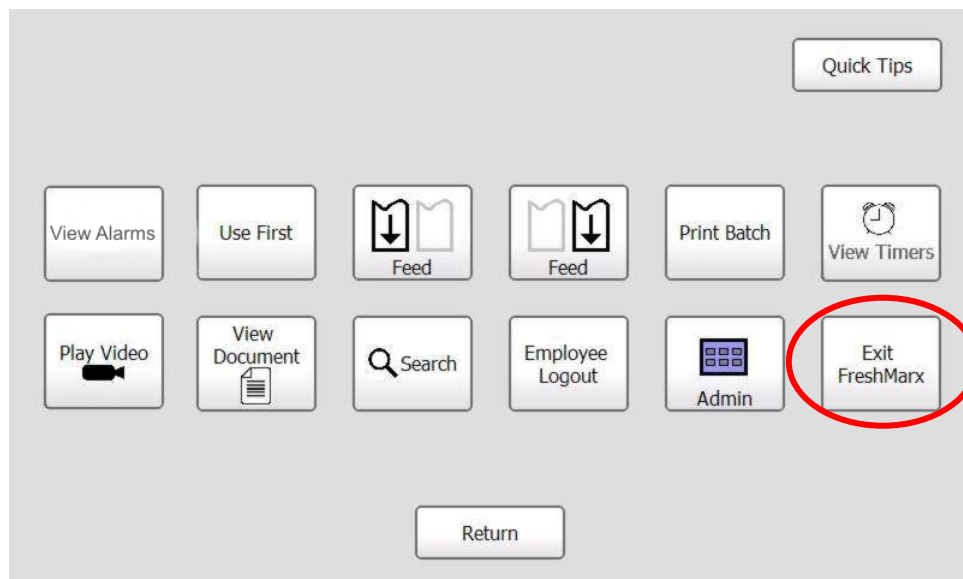 Quick Tips
View Alarms
Use First
Feed
Feed
Print Batch
View Timers
Play Video
View
Document
Search
Employee
Logout
Admin
Exit
FreshMarx
Return